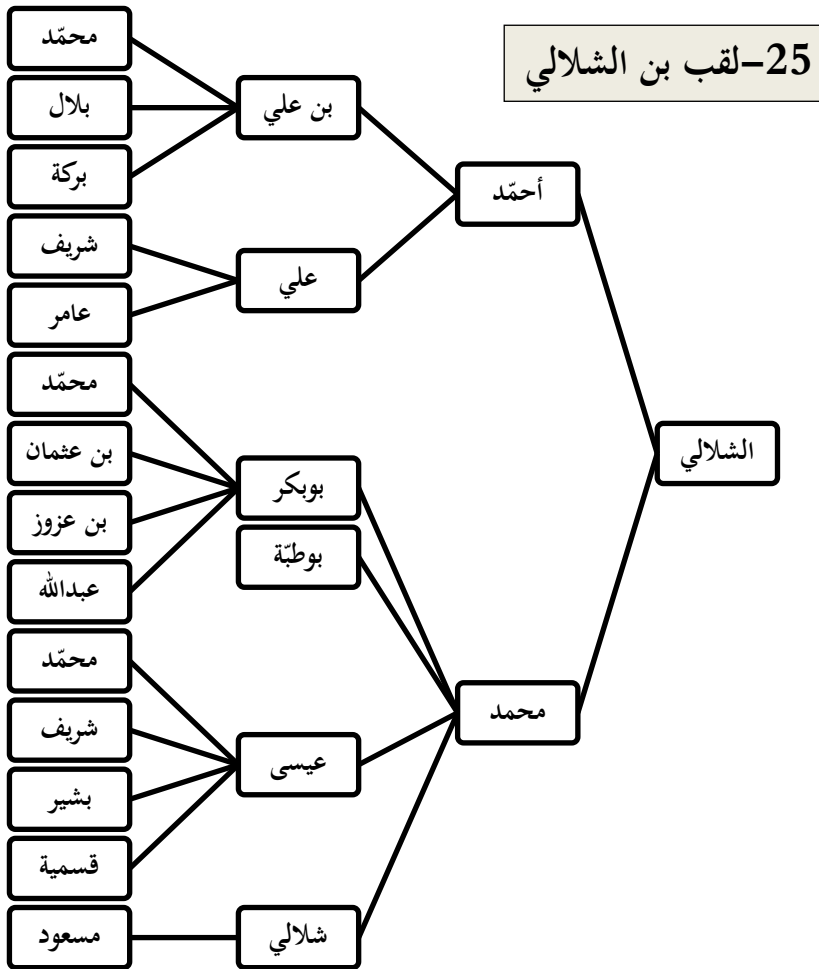 25–لقب بن الشلالي
الشلالي
أحمّد
محمد
بن علي
علي
بوبكر
بوطبّة
عيسى
شلالي
محمّد
بلال
بركة
شريف
عامر
محمّد
بن عثمان
بن عزوز
عبدالله
محمّد
شريف
بشير
قسمية
مسعود